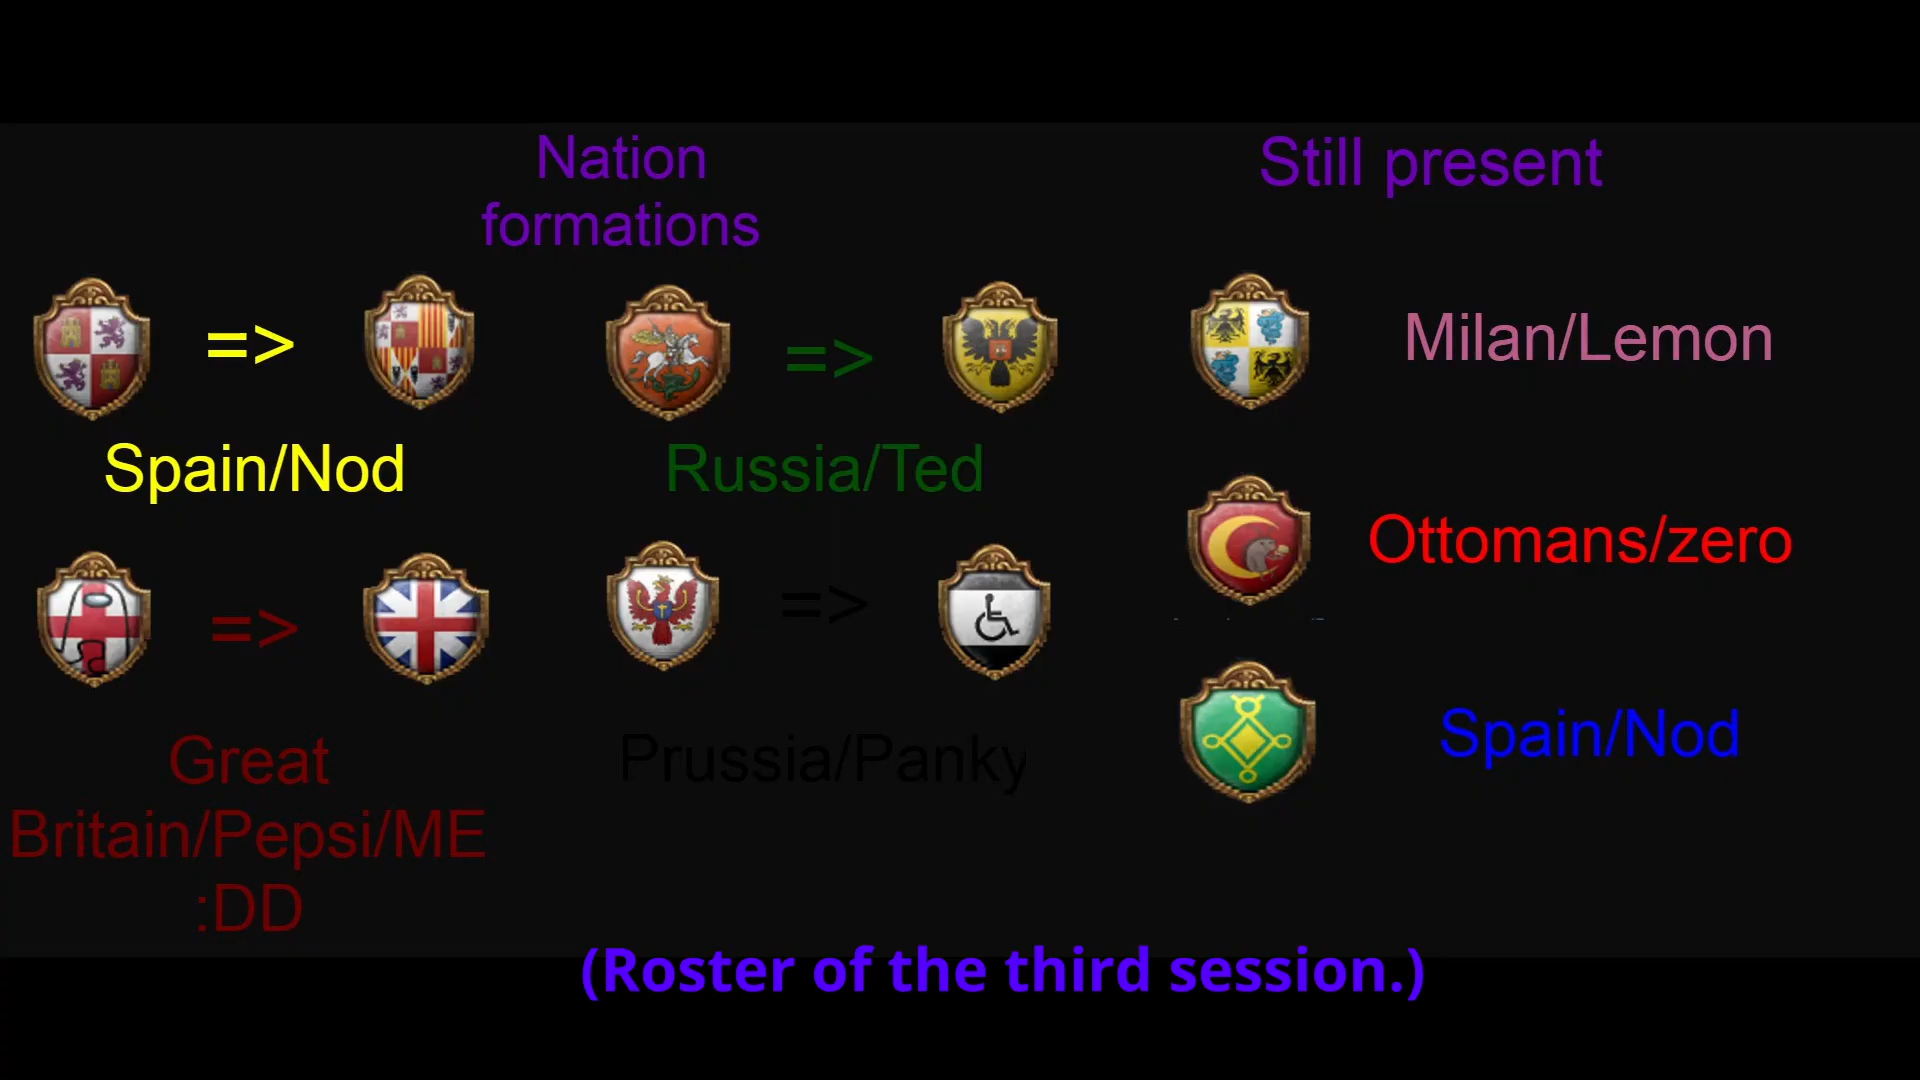 Nation
formations
Still present
=>
=>
Milan/Lemon
Spain/Nod
Russia/Ted
Ottomans/zero
=>
=>
Great
Britain/Pepsi/ME
:DD
Prussia/Panky
Spain/Nod
(Roster of the third session.)